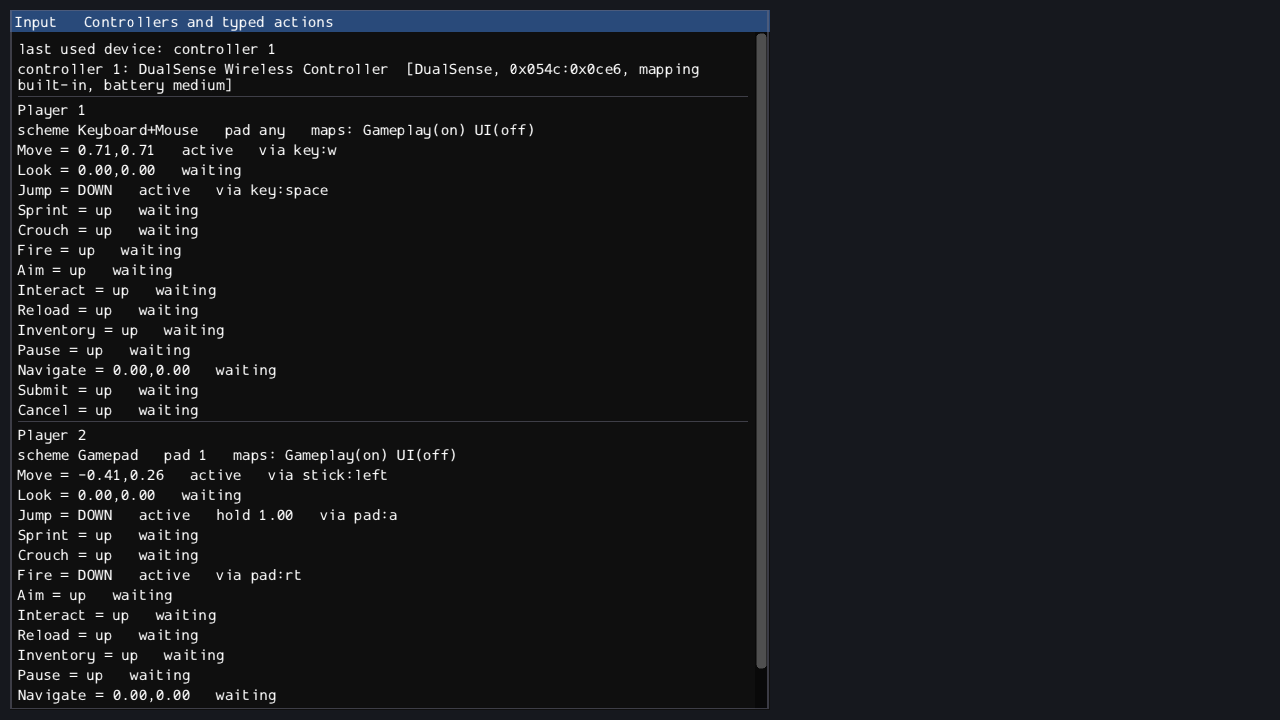 Input   Controllers and typed actions
last used device: controller 1
controller 1: DualSense Wireless Controller  [DualSense, 0x054c:0x0ce6, mapping
built-in, battery medium]
Player 1
scheme Keyboard+Mouse   pad any   maps: Gameplay(on) UI(off)
Move = 0.71,0.71   active   via key:w
Look = 0.00,0.00   waiting
Jump = DOWN   active   via key:space
Sprint = up   waiting
Crouch = up   waiting
Fire = up   waiting
Aim = up   waiting
Interact = up   waiting
Reload = up   waiting
Inventory = up   waiting
Pause = up   waiting
Navigate = 0.00,0.00   waiting
Submit = up   waiting
Cancel = up   waiting
Player 2
scheme Gamepad   pad 1   maps: Gameplay(on) UI(off)
Move = -0.41,0.26   active   via stick:left
Look = 0.00,0.00   waiting
Jump = DOWN   active   hold 1.00   via pad:a
Sprint = up   waiting
Crouch = up   waiting
Fire = DOWN   active   via pad:rt
Aim = up   waiting
Interact = up   waiting
Reload = up   waiting
Inventory = up   waiting
Pause = up   waiting
Navigate = 0.00,0.00   waiting